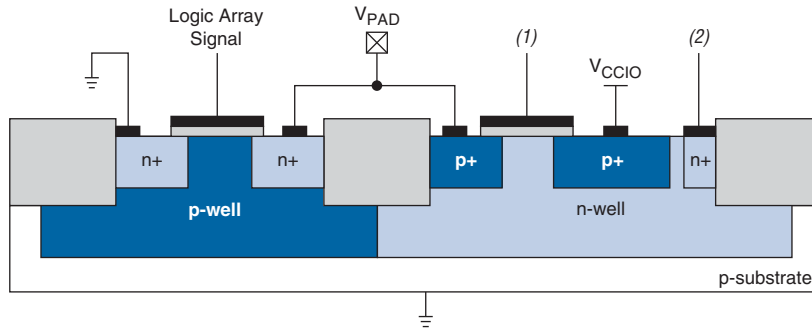 Logic Array
Signal
VPAD
(1)
(2)
VCCIO
n+
n+
p+
p+
n+
p-well
n-well
p-substrate